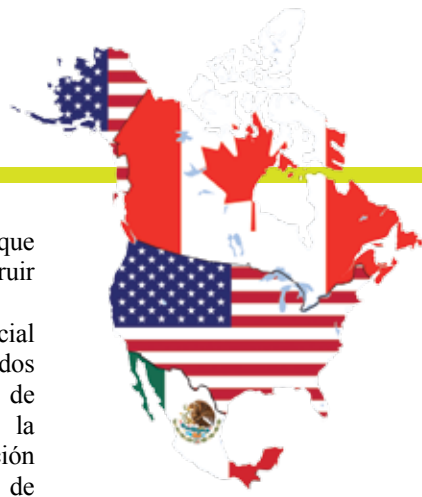 que
ruir
cial
dos
de
la
ción
de